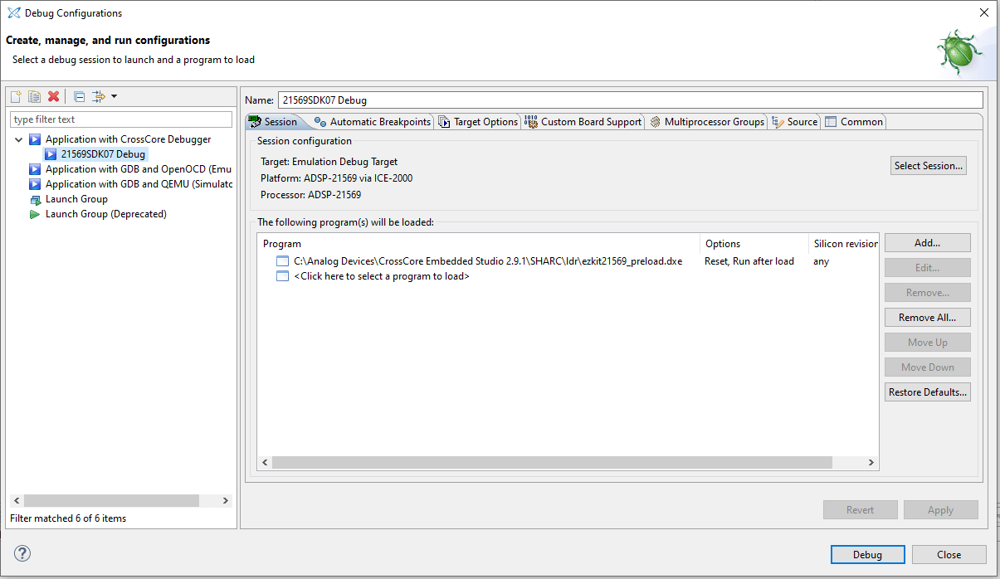 Debug Configurations
Create, manage, and run configurations
Select a debug session to launch and a program to load
type filter text
Application with CrossCore Debugger
21569SDK07 Debug
Application with GDB and OpenOCD (Emu
Application with GDB and QEMU (Simulato
Launch Group
Launch Group (Deprecated)
Filter matched 6 of 6 items
Name: 21569SDK07 Debug
Session Automatic Breakpoints Target Options Custom Board Support Multiprocessor Groups Source Common
Session configuration
Target: Emulation Debug Target
Platform: ADSP-21569 via ICE-2000
Processor: ADSP-21569
Select Session...
The following program(s) will be loaded:
Program Options Silicon revision
C:\Analog Devices\CrossCore Embedded Studio 2.9.1\SHARC\ldr\ezkit21569_preload.dxe Reset, Run after load any
<Click here to select a program to load>
Add...
Edit...
Remove...
Remove All...
Move Up
Move Down
Restore Defaults...
Revert Apply
Debug Close